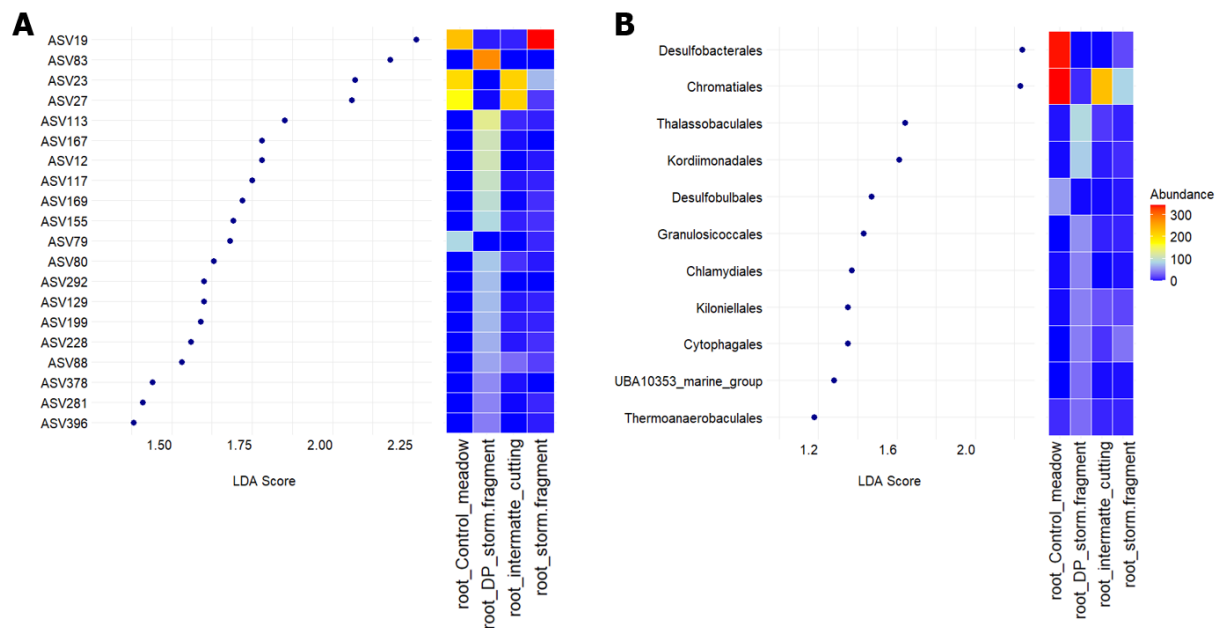 A
ASV19
ASV83
ASV23
ASV27
ASV113
ASV167
ASV12
ASV117
ASV169
ASV155
ASV79
ASV80
ASV292
ASV129
ASV199
ASV228
ASV88
ASV378
ASV281
ASV396
1.50 1.75 2.00 2.25
LDA Score
root_Control_meadow
root_DP_storm.fragment
root_intermatte_cutting
root_storm.fragment
B
Desulfobacterales
Chromatiales
Thalassobaculales
Kordiimonadales
Desulfobulbales
Granulosicoccales
Chlamydiales
Kiloniellales
Cytophagales
UBA10353_marine_group
Thermoanaerobaculales
1.2 1.6 2.0
LDA Score
root_Control_meadow
root_DP_storm.fragment
root_intermatte_cutting
root_storm.fragment
Abundance
300
200
100
0